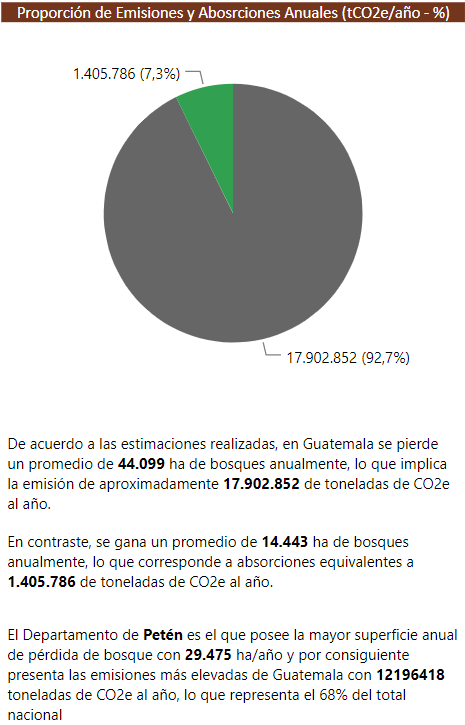 Proporción de Emisiones y Abosrciones Anuales (tCO2e/año - %)
1.405.786 (7,3%)
17.902.852 (92,7%)
De acuerdo a las estimaciones realizadas, en Guatemala se pierde
un promedio de 44.099 ha de bosques anualmente, lo que implica
la emisión de aproximadamente 17.902.852 de toneladas de CO2e
al año.
En contraste, se gana un promedio de 14.443 ha de bosques
anualmente, lo que corresponde a absorciones equivalentes a
1.405.786 de toneladas de CO2e al año.
El Departamento de Petén es el que posee la mayor superficie anual
de pérdida de bosque con 29.475 ha/año y por consiguiente
presenta las emisiones más elevadas de Guatemala con 12196418
toneladas de CO2e al año, lo que representa el 68% del total
nacional